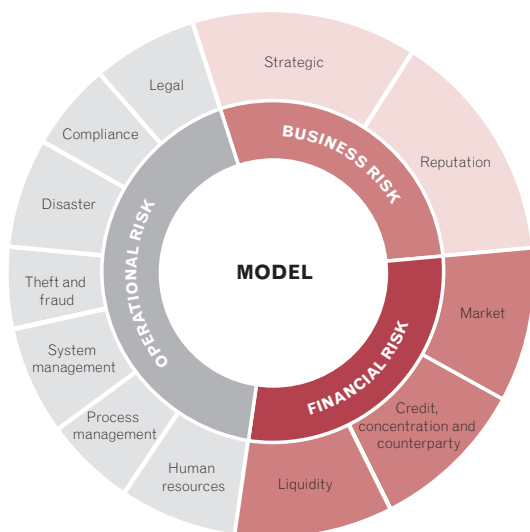 Strategic
Reputation
Market
Credit,
concentration and
counterparty
Liquidity
Human
resources
Process
management
System
management
Theft and
fraud
Disaster
Compliance
Legal
BUSINESS RISK
FINANCIAL RISK
OPERATIONAL RISK
MODEL